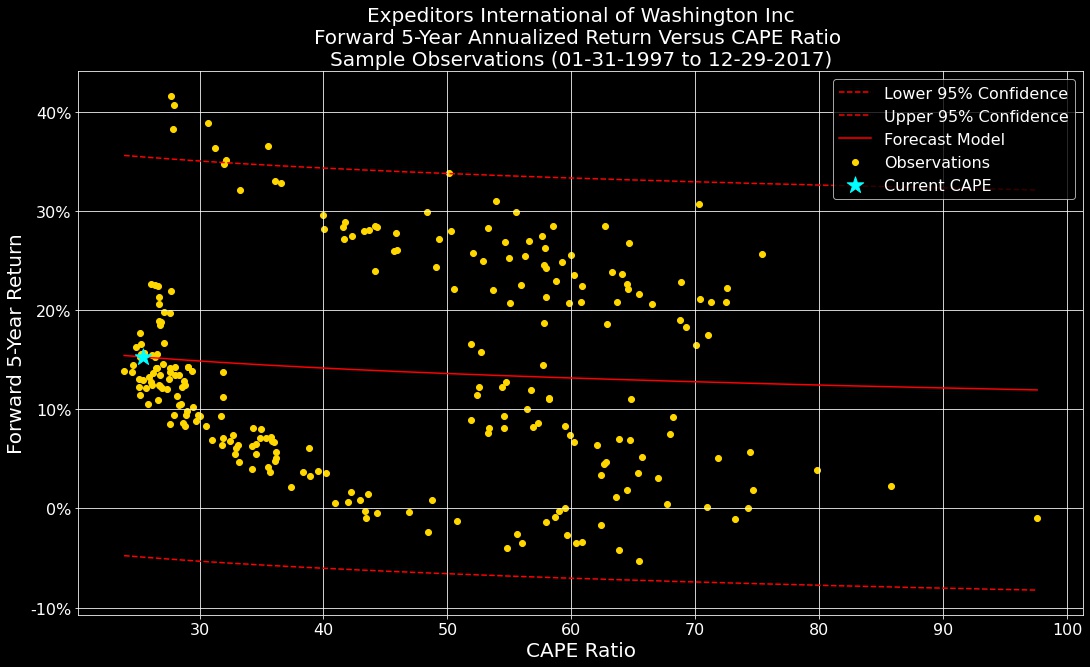 Expeditors International of Washington Inc
Forward 5-Year Annualized Return Versus CAPE Ratio
Sample Observations (01-31-1997 to 12-29-2017)
Lower 95% Confidence
Upper 95% Confidence
Forecast Model
Observations
Current CAPE
Forward 5-Year Return
40%
30%
20%
10%
0%
-10%
30 40 50 60 70 80 90 100
CAPE Ratio